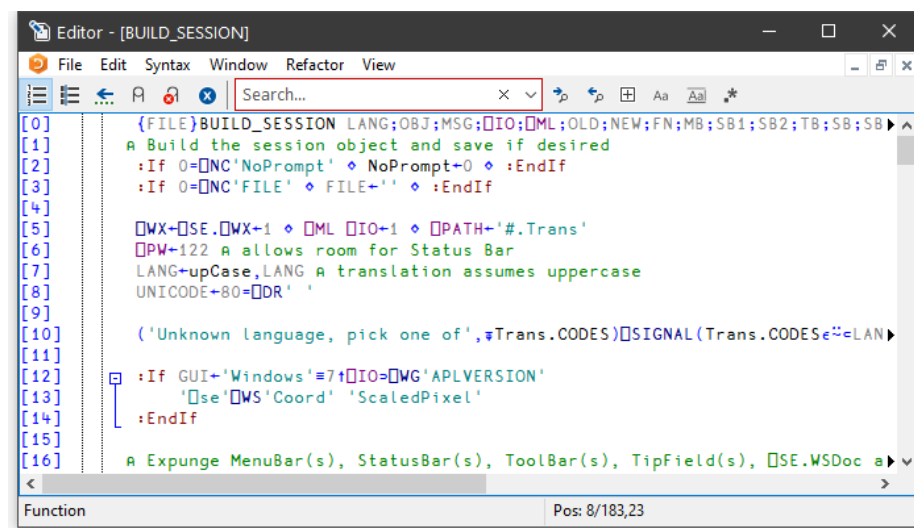 Editor - [BUILD_SESSION]
File Edit Syntax Window Refactor View
Search... Aa Aa .*
[0] {FILE}BUILD_SESSION LANG;OBJ;MSG;⎕IO;⎕ML;OLD;NEW;FN;MB;SB1;SB2;TB;SB;SB
[1] ⍝ Build the session object and save if desired
[2] :If 0=⎕NC'NoPrompt' ⋄ NoPrompt←0 ⋄ :EndIf
[3] :If 0=⎕NC'FILE' ⋄ FILE←'' ⋄ :EndIf
[4]
[5] ⎕WX←⎕SE.⎕WX←1 ⋄ ⎕ML ⎕IO←1 ⋄ ⎕PATH←'#.Trans'
[6] ⎕PW←122 ⍝ allows room for Status Bar
[7] LANG←upCase,LANG ⍝ translation assumes uppercase
[8] UNICODE←80=⎕DR' '
[9]
[10] ('Unknown language, pick one of',⍕Trans.CODES)⎕SIGNAL(Trans.CODES∊⍨⊂LAN
[11]
[12] :If GUI←'Windows'≡7↑⎕IO⊃⎕WG'APLVERSION'
[13] '⎕se'⎕WS'Coord' 'ScaledPixel'
[14] :EndIf
[15]
[16] ⍝ Expunge MenuBar(s), StatusBar(s), ToolBar(s), TipField(s), ⎕SE.WSDoc a
Function Pos: 8/183,23